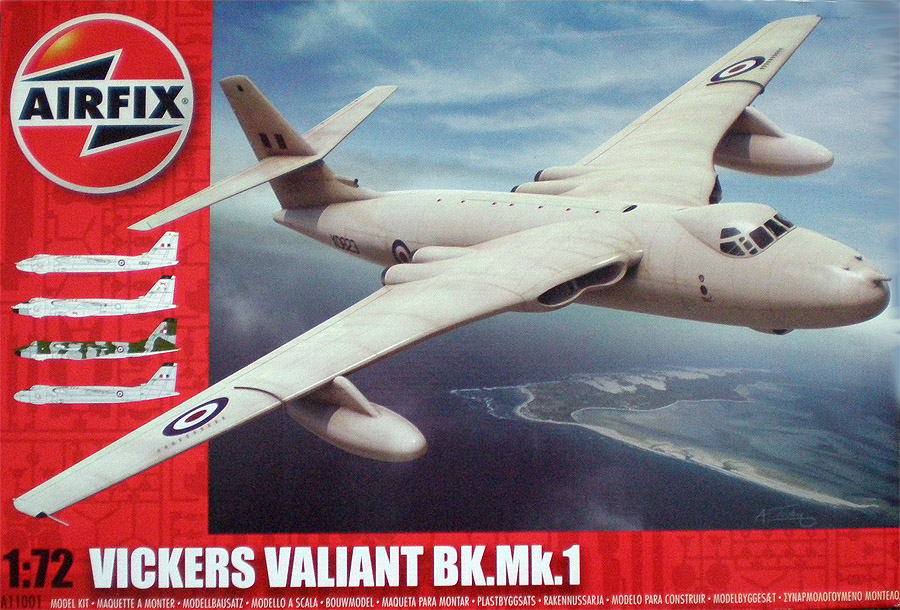 AIRFIX®
XD823
1:72 VICKERS VALIANT BK.Mk.1
A11001 MODEL KIT • MAQUETTE A MONTER • MODELLBAUSATZ • MODELLO A SCALA • BOUWMODEL • MAQUETA PARA MONTAR • PLASTBYGGSATS • RAKENNUSSARJA • MODELO PARA CONSTRUIR • MODELBYGGESÆT • ΣΥΝΑΡΜΟΛΟΓΟΥΜΕΝΟ ΜΟΝΤΕΛΟ